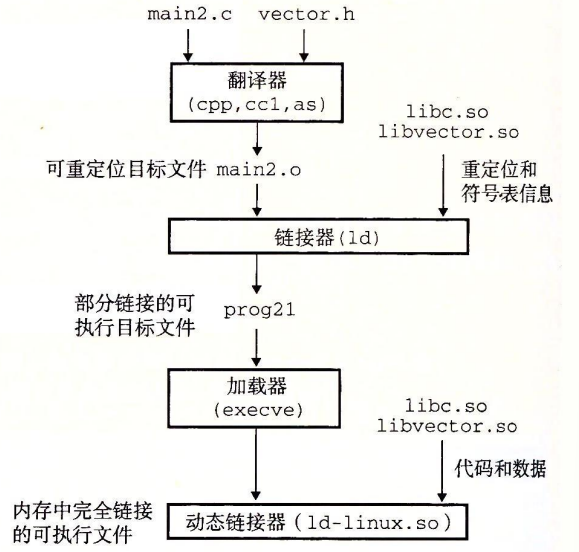 main2.c vector.h
翻译器
(cpp,cc1,as)
libc.so
libvector.so
可重定位目标文件 main2.o
重定位和
符号表信息
链接器(ld)
部分链接的可
执行目标文件
prog21
加载器
(execve)
libc.so
libvector.so
代码和数据
内存中完全链接
的可执行文件
动态链接器(ld-linux.so)